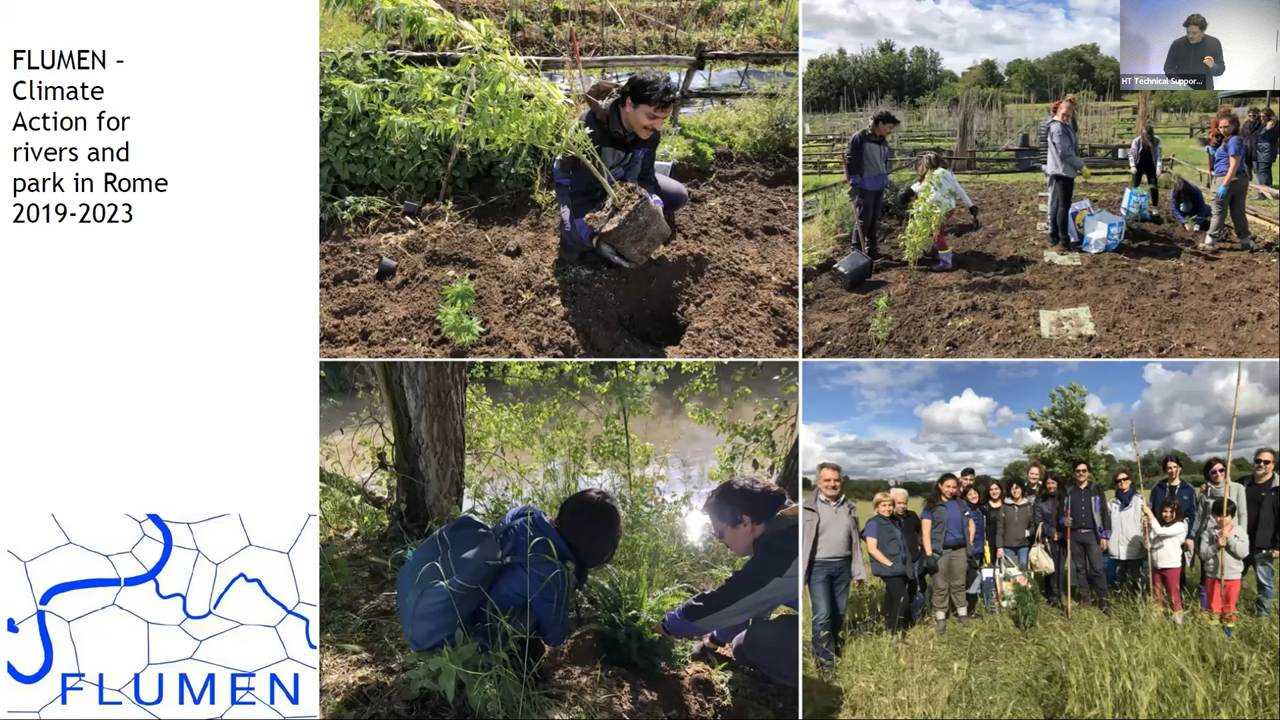 FLUMEN –
Climate
Action for
rivers and
park in Rome
2019-2023
HT Technical Suppor...
FLUMEN